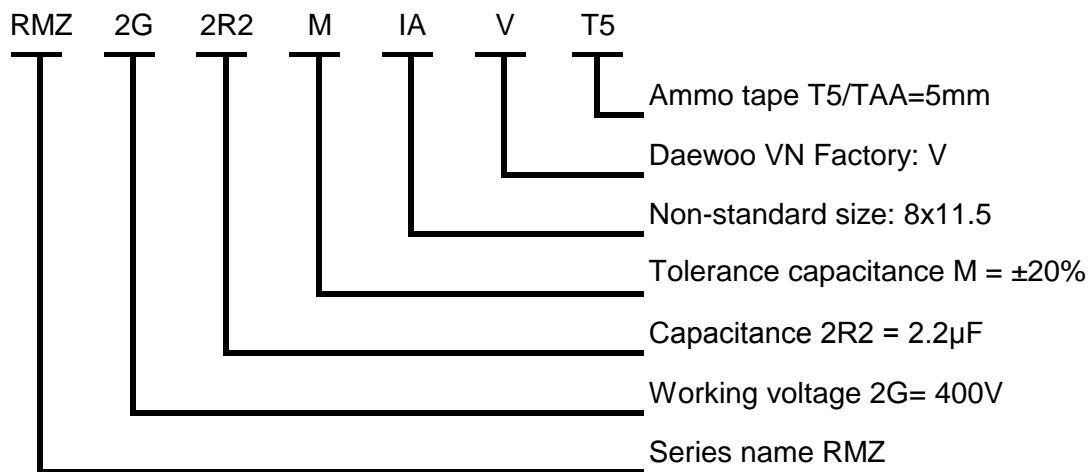 RMZ 2G 2R2 M IA V T5
Ammo tape T5/TAA=5mm
Daewoo VN Factory: V
Non-standard size: 8x11.5
Tolerance capacitance M = ±20%
Capacitance 2R2 = 2.2µF
Working voltage 2G= 400V
Series name RMZ